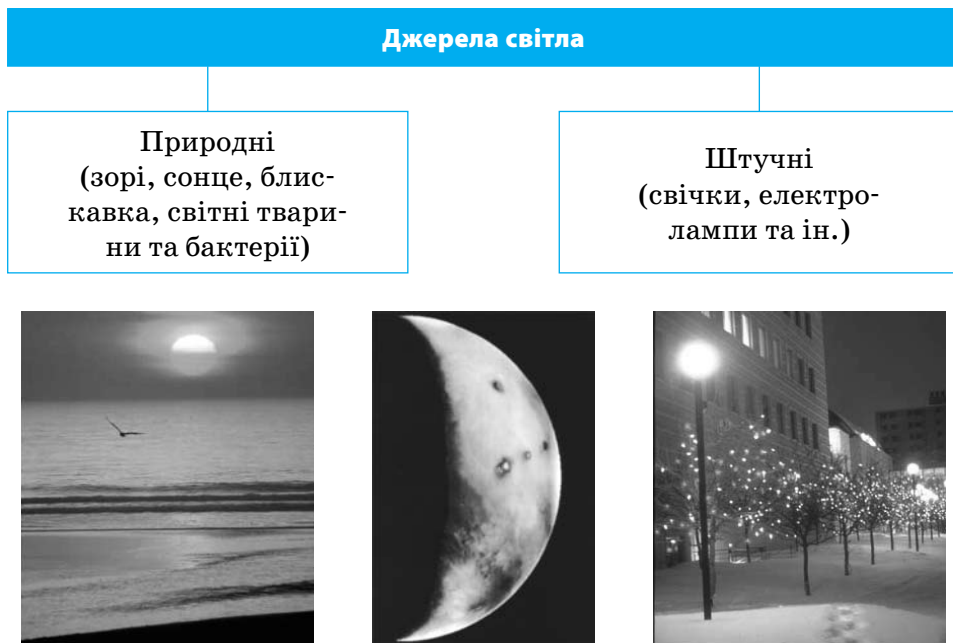 Джерела світла
Природні
(зорі, сонце, блис-
кавка, світні твари-
ни та бактерії)
Штучні
(свічки, електро-
лампи та ін.)